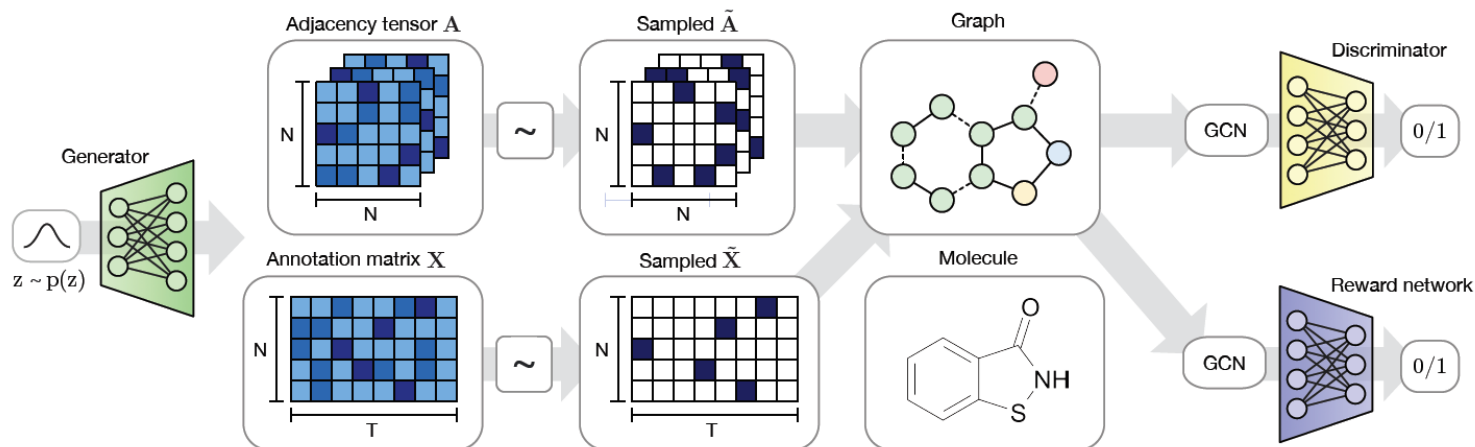 Generator
z ~ p(z)
Adjacency tensor A
N
N
~
Sampled Ã
N
N
Graph
Discriminator
GCN
0/1
Annotation matrix X
N
T
~
Sampled X̃
N
T
Molecule
O
NH
S
Reward network
GCN
0/1